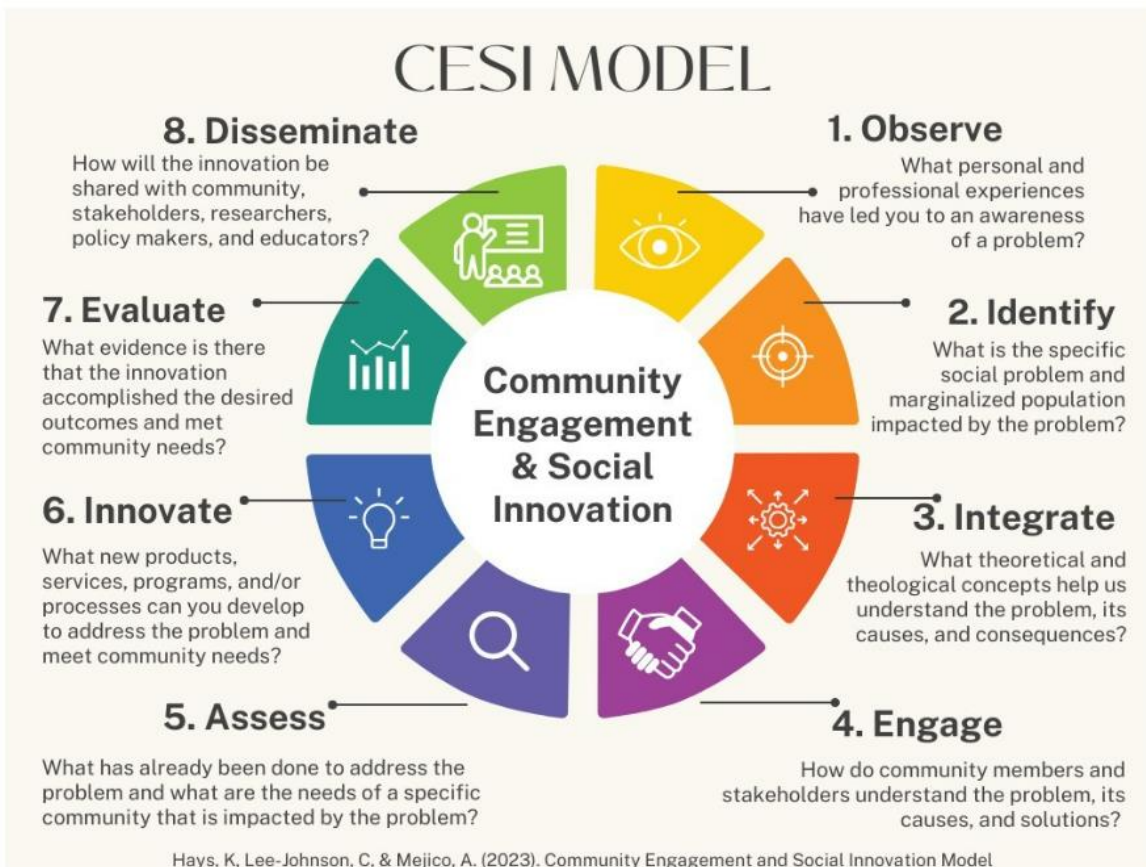 CESI MODEL
1. Observe
What personal and
professional experiences
have led you to an awareness
of a problem?
2. Identify
What is the specific
social problem and
marginalized population
impacted by the problem?
3. Integrate
What theoretical and
theological concepts help us
understand the problem, its
causes, and consequences?
4. Engage
How do community members and
stakeholders understand the problem, its
causes, and solutions?
5. Assess
What has already been done to address the
problem and what are the needs of a specific
community that is impacted by the problem?
6. Innovate
What new products,
services, programs, and/or
processes can you develop
to address the problem and
meet community needs?
7. Evaluate
What evidence is there
that the innovation
accomplished the desired
outcomes and met
community needs?
8. Disseminate
How will the innovation be
shared with community,
stakeholders, researchers,
policy makers, and educators?
Community
Engagement
& Social
Innovation
Hays, K, Lee-Johnson, C, & Mejico, A. (2023). Community Engagement and Social Innovation Model